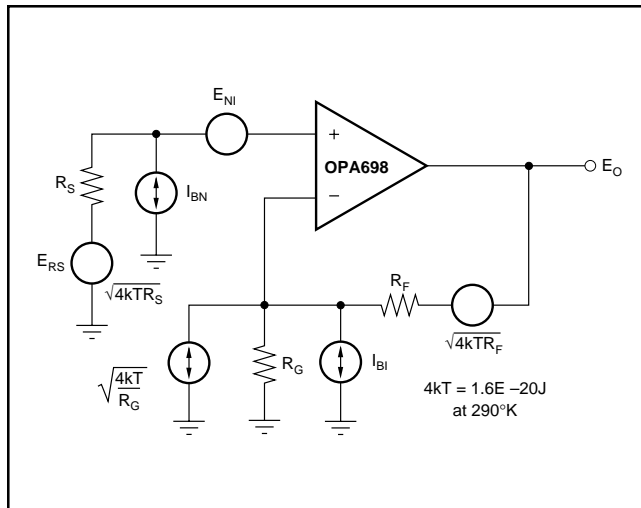 E_NI
+
OPA698
−
E_O
R_S
I_BN
E_RS
√4kTR_S
R_F
√4kTR_F
√4kT/R_G
R_G
I_BI
4kT = 1.6E –20J
at 290°K